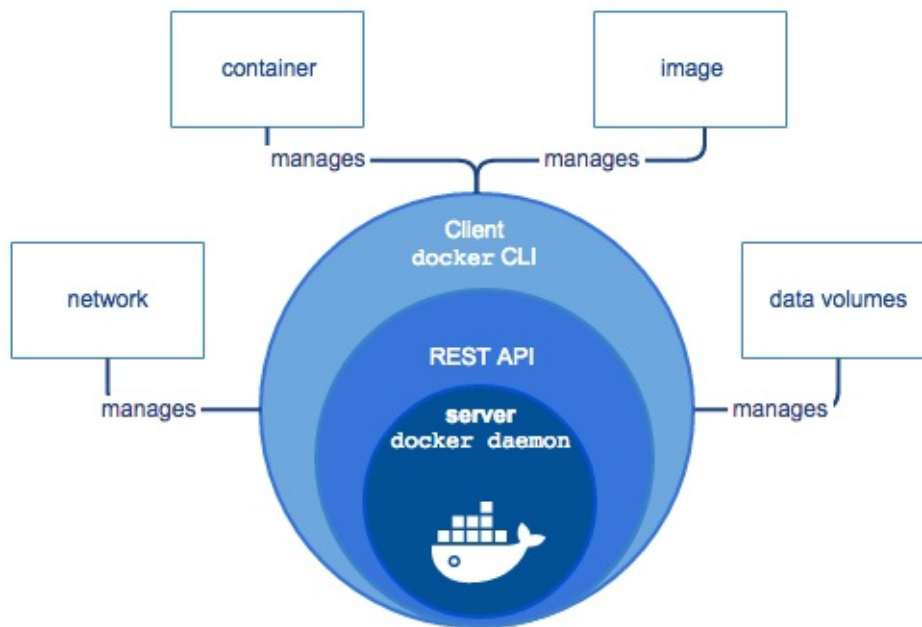 container
image
manages
manages
Client
docker CLI
network
data volumes
REST API
manages
manages
server
docker daemon